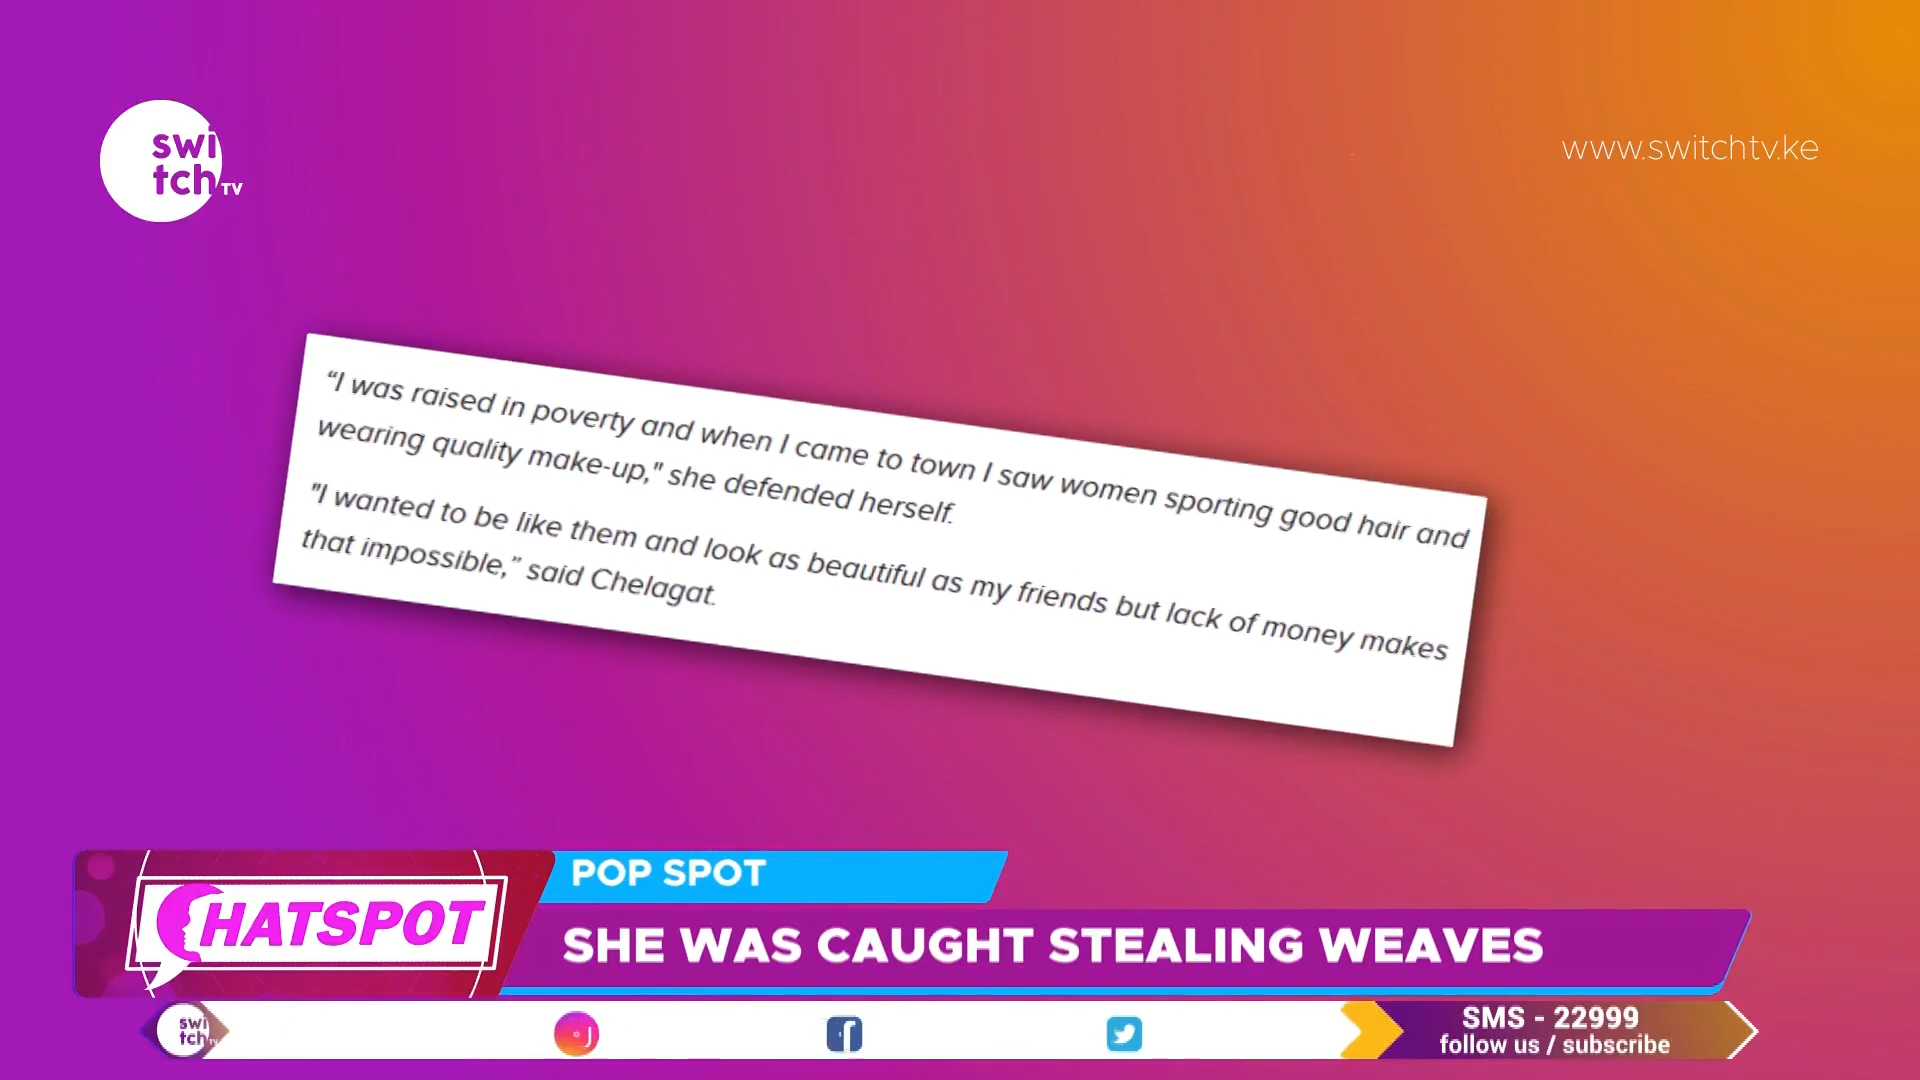 swi
tch TV
www.switchtv.ke
“I was raised in poverty and when I came to town I saw women sporting good hair and
wearing quality make-up," she defended herself.
"I wanted to be like them and look as beautiful as my friends but lack of money makes
that impossible,” said Chelagat.
POP SPOT
CHATSPOT
SHE WAS CAUGHT STEALING WEAVES
swi
tch TV
SMS - 22999
follow us / subscribe